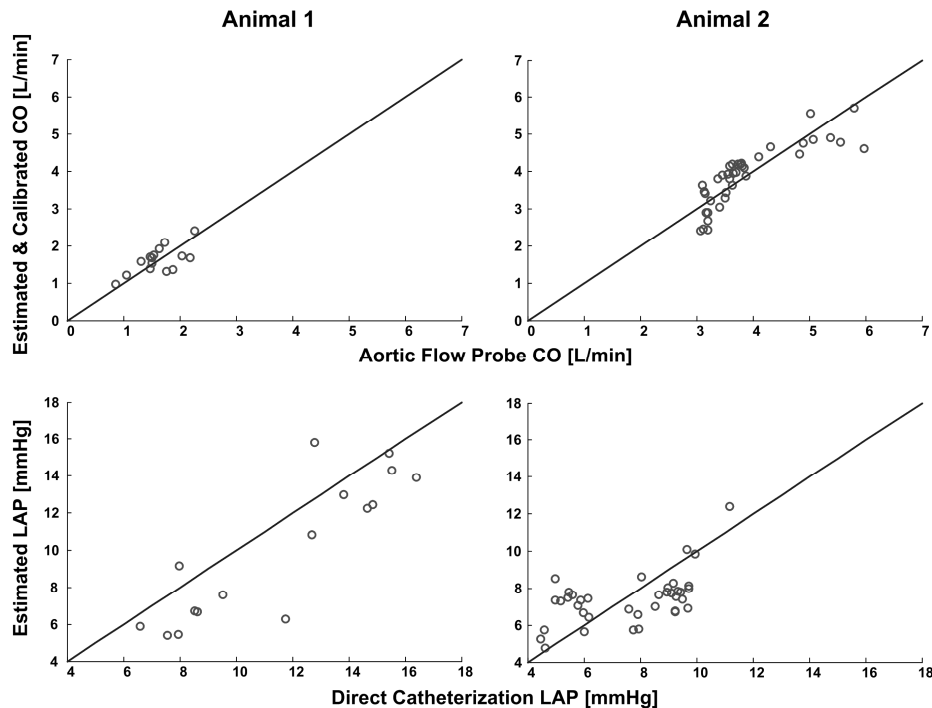 Animal 1 Animal 2
Estimated & Calibrated CO [L/min]
7 7
6 6
5 5
4 4
3 3
2 2
1 1
0 0
0 1 2 3 4 5 6 7 0 1 2 3 4 5 6 7
Aortic Flow Probe CO [L/min]
Estimated LAP [mmHg]
18 18
16 16
14 14
12 12
10 10
8 8
6 6
4 4
4 6 8 10 12 14 16 18 4 6 8 10 12 14 16 18
Direct Catheterization LAP [mmHg]